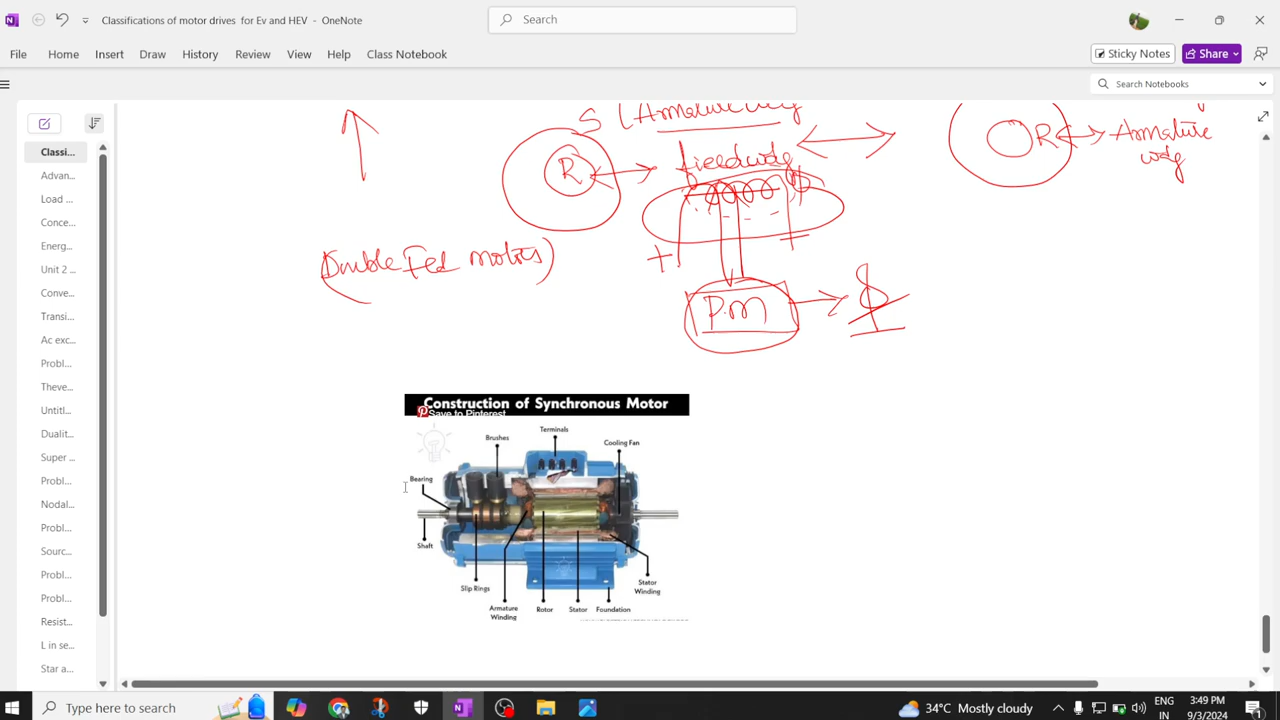 Classifications of motor drives for Ev and HEV - OneNote
Search
File Home Insert Draw View History Review View Help Class Notebook
Sticky Notes
Share
Search Notebooks
Classi...
Advan...
Load ...
Conce...
Energ...
Unit 2 ...
Conve...
Transi...
Ac exc...
Probl...
Theve...
Untitl...
Dualit...
Super ...
Probl...
Nodal...
Probl...
Sourc...
Probl...
Probl...
Resist...
L in se...
Star a...
S (Armature wdg
R
field wdg
R
Armature
wdg
+
(Double Fed motors)
P.M
ϕ
Construction of Synchronous Motor
Save to Pinterest
Terminals
Brushes
Cooling Fan
Bearing
Shaft
Slip Rings
Stator
Winding
Armature
Winding
Rotor
Stator
Foundation
Type here to search
34°C Mostly cloudy
ENG
IN
3:49 PM
9/3/2024